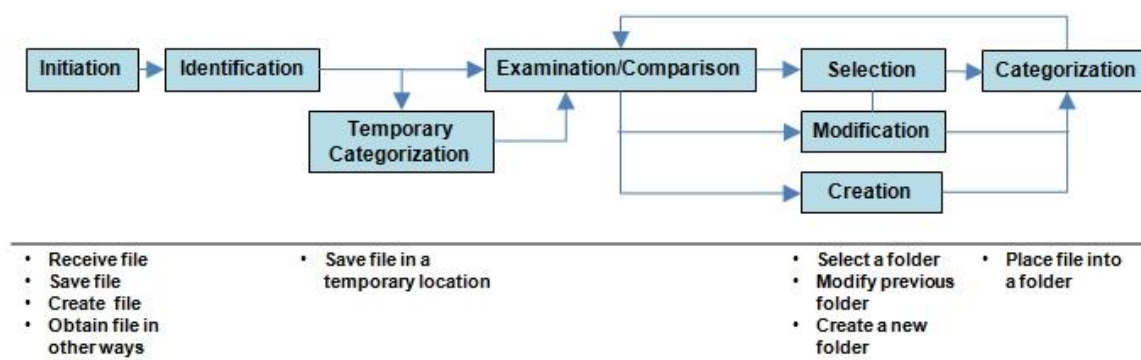 Initiation
Identification
Examination/Comparison
Selection
Categorization
Temporary
Categorization
Modification
Creation
• Receive file
• Save file
• Create file
• Obtain file in
other ways
• Save file in a
temporary location
• Select a folder
• Modify previous
folder
• Create a new
folder
• Place file into
a folder